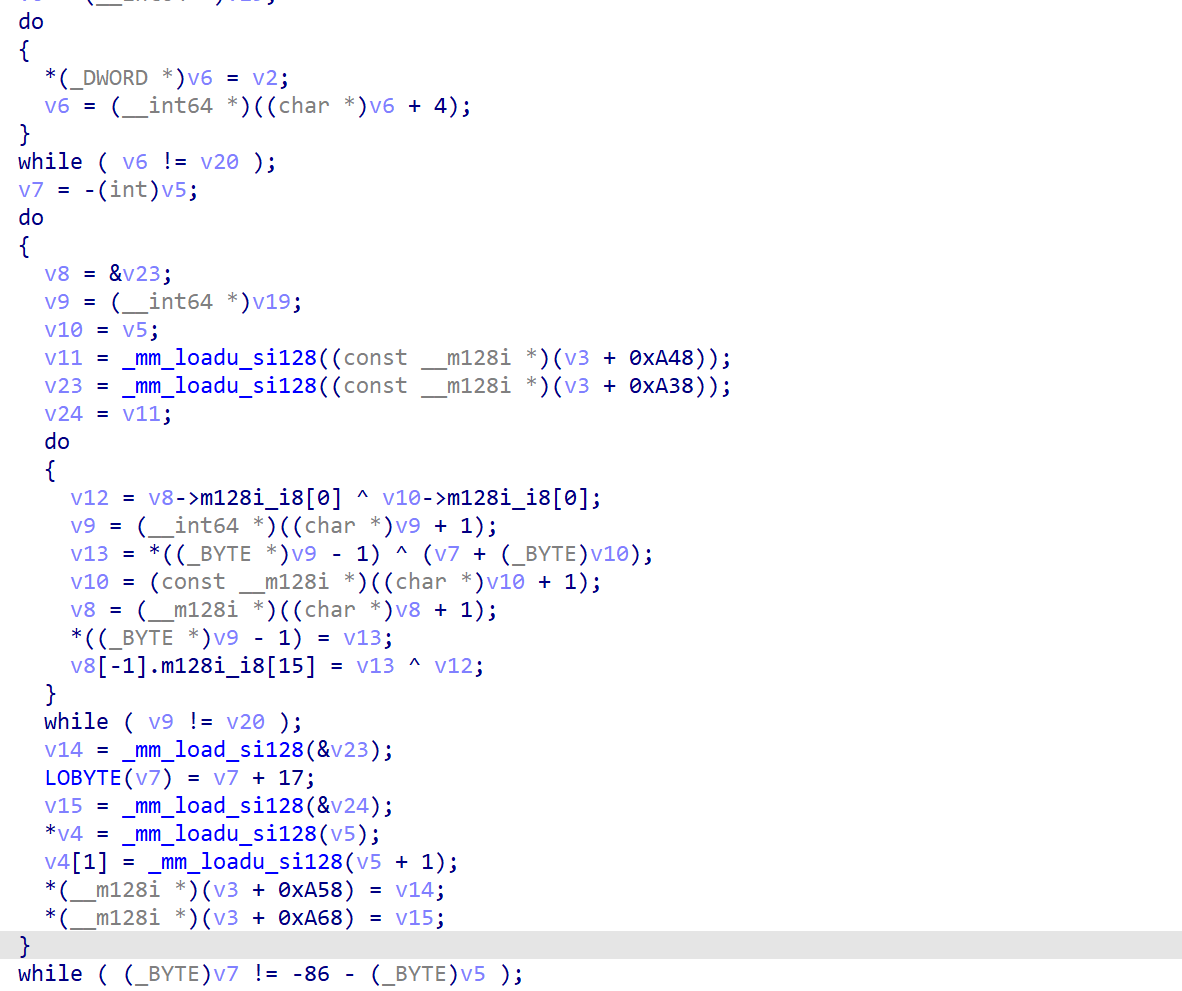 do
{
*(_DWORD *)v6 = v2;
v6 = (__int64 *)((char *)v6 + 4);
}
while ( v6 != v20 );
v7 = -(int)v5;
do
{
v8 = &v23;
v9 = (__int64 *)v19;
v10 = v5;
v11 = _mm_loadu_si128((const __m128i *)(v3 + 0xA48));
v23 = _mm_loadu_si128((const __m128i *)(v3 + 0xA38));
v24 = v11;
do
{
v12 = v8->m128i_i8[0] ^ v10->m128i_i8[0];
v9 = (__int64 *)((char *)v9 + 1);
v13 = *((_BYTE *)v9 - 1) ^ (v7 + (_BYTE)v10);
v10 = (const __m128i *)((char *)v10 + 1);
v8 = (__m128i *)((char *)v8 + 1);
*((_BYTE *)v9 - 1) = v13;
v8[-1].m128i_i8[15] = v13 ^ v12;
}
while ( v9 != v20 );
v14 = _mm_load_si128(&v23);
LOBYTE(v7) = v7 + 17;
v15 = _mm_load_si128(&v24);
*v4 = _mm_loadu_si128(v5);
v4[1] = _mm_loadu_si128(v5 + 1);
*(__m128i *)(v3 + 0xA58) = v14;
*(__m128i *)(v3 + 0xA68) = v15;
}
while ( (_BYTE)v7 != -86 - (_BYTE)v5 );